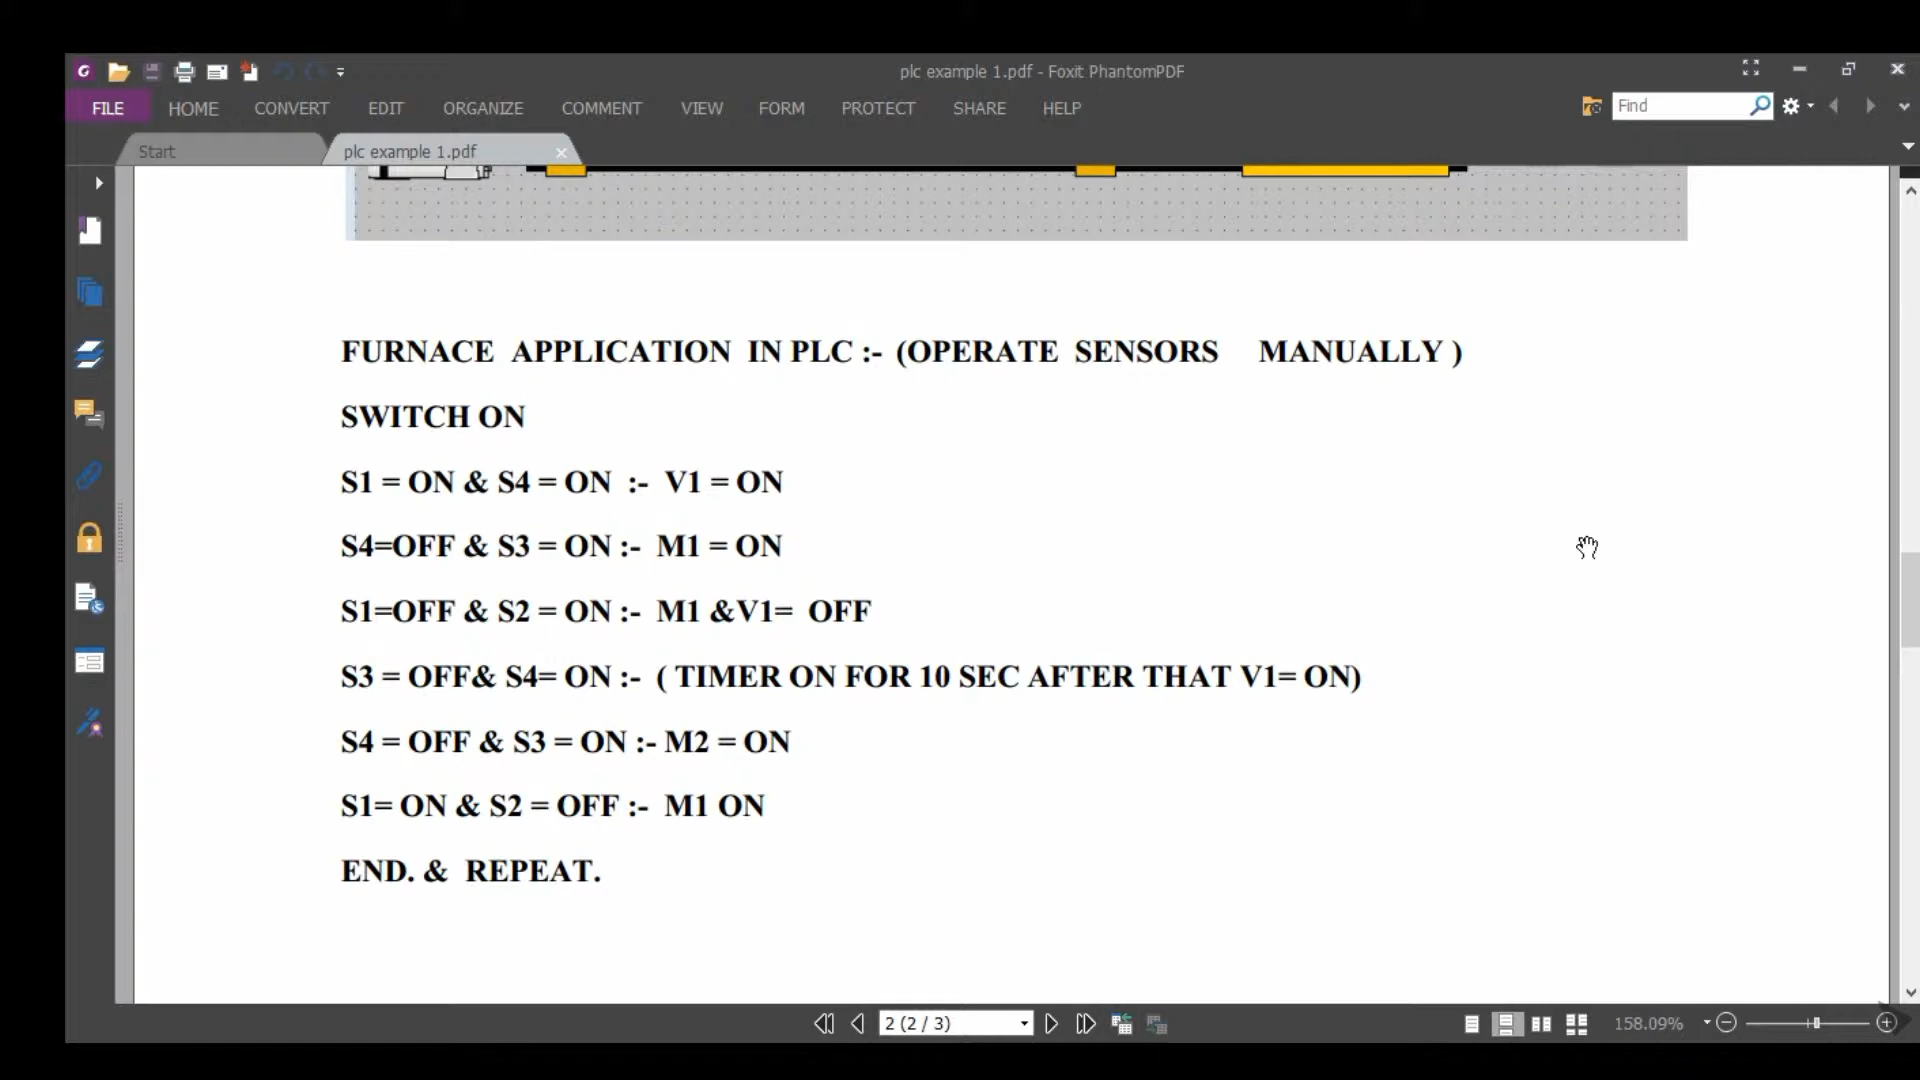 plc example 1.pdf - Foxit PhantomPDF
FILE HOME CONVERT EDIT ORGANIZE COMMENT VIEW FORM PROTECT SHARE HELP Find
Start plc example 1.pdf
FURNACE APPLICATION IN PLC :- (OPERATE SENSORS MANUALLY )
SWITCH ON
S1 = ON & S4 = ON :- V1 = ON
S4=OFF & S3 = ON :- M1 = ON
S1=OFF & S2 = ON :- M1 &V1= OFF
S3 = OFF& S4= ON :- ( TIMER ON FOR 10 SEC AFTER THAT V1= ON)
S4 = OFF & S3 = ON :- M2 = ON
S1= ON & S2 = OFF :- M1 ON
END. & REPEAT.
2 (2 / 3) 158.09%